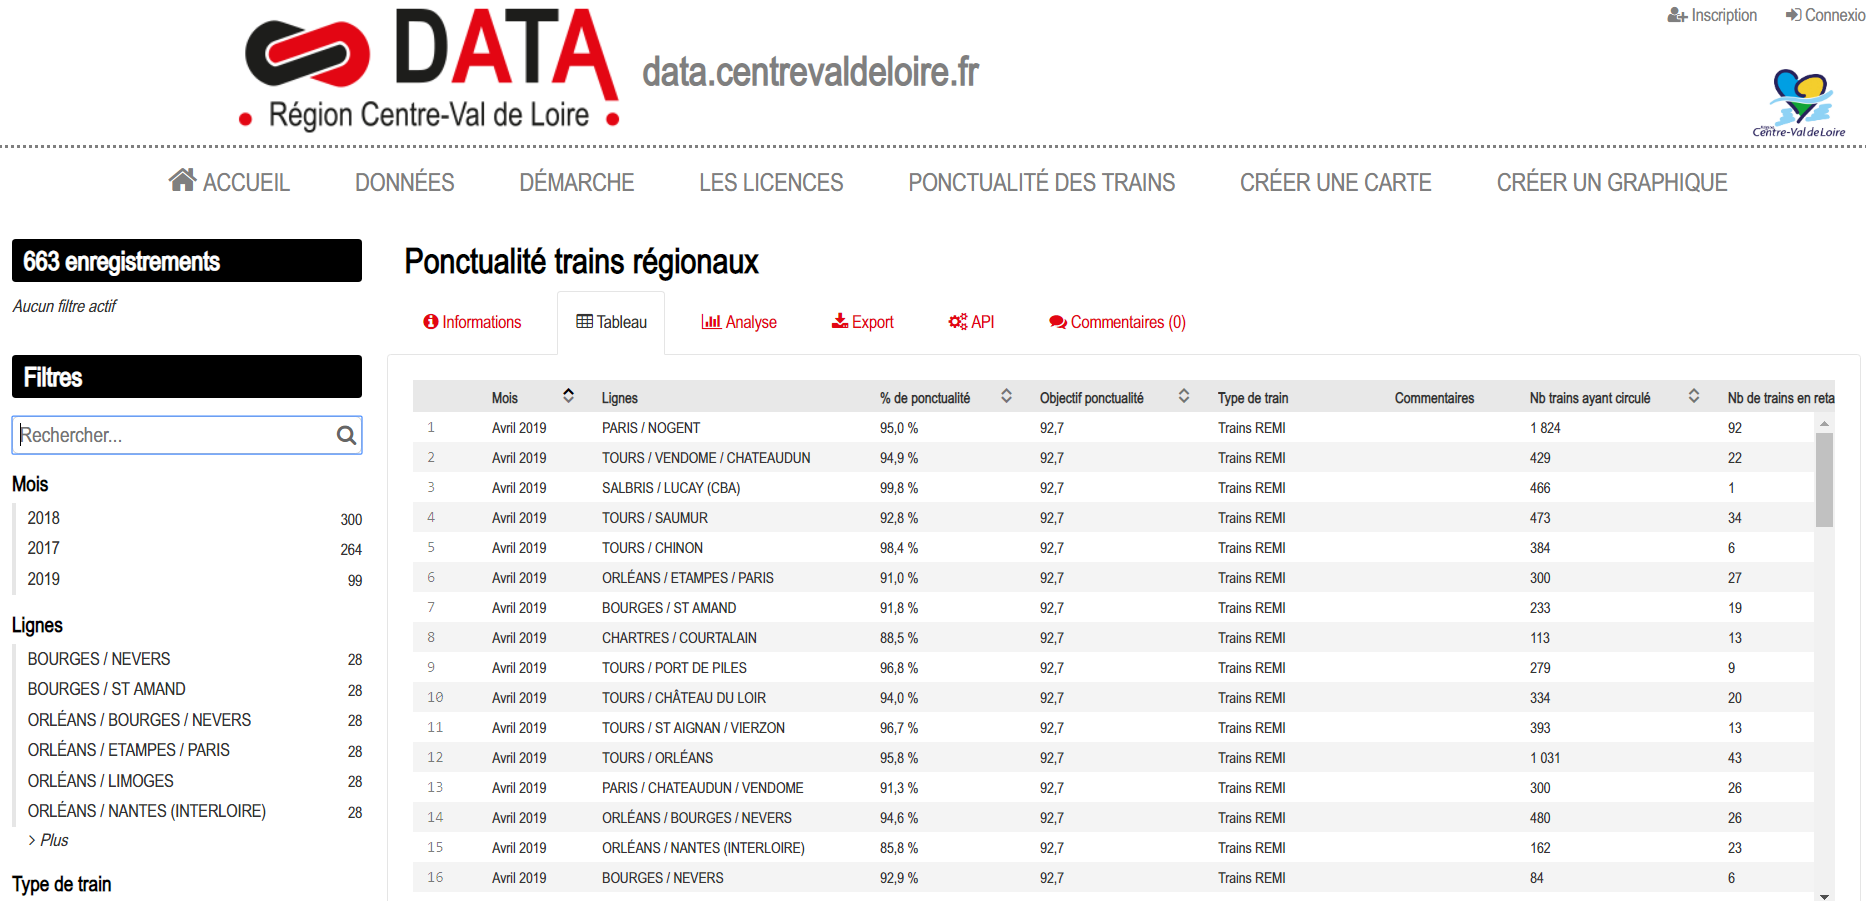 Inscription
Connexio
DATA
Région Centre-Val de Loire
data.centrevaldeloire.fr
Centre-Val de Loire
ACCUEIL DONNÉES DÉMARCHE LES LICENCES PONCTUALITÉ DES TRAINS CRÉER UNE CARTE CRÉER UN GRAPHIQUE
663 enregistrements
Aucun filtre actif
Filtres
Rechercher...
Mois
2018 300
2017 264
2019 99
Lignes
BOURGES / NEVERS 28
BOURGES / ST AMAND 28
ORLÉANS / BOURGES / NEVERS 28
ORLÉANS / ETAMPES / PARIS 28
ORLÉANS / LIMOGES 28
ORLÉANS / NANTES (INTERLOIRE) 28
> Plus
Type de train
Ponctualité trains régionaux
Informations Tableau Analyse Export API Commentaires (0)
Mois Lignes % de ponctualité Objectif ponctualité Type de train Commentaires Nb trains ayant circulé Nb de trains en reta
1 Avril 2019 PARIS / NOGENT 95,0 % 92,7 Trains REMI 1 824 92
2 Avril 2019 TOURS / VENDOME / CHATEAUDUN 94,9 % 92,7 Trains REMI 429 22
3 Avril 2019 SALBRIS / LUCAY (CBA) 99,8 % 92,7 Trains REMI 466 1
4 Avril 2019 TOURS / SAUMUR 92,8 % 92,7 Trains REMI 473 34
5 Avril 2019 TOURS / CHINON 98,4 % 92,7 Trains REMI 384 6
6 Avril 2019 ORLÉANS / ETAMPES / PARIS 91,0 % 92,7 Trains REMI 300 27
7 Avril 2019 BOURGES / ST AMAND 91,8 % 92,7 Trains REMI 233 19
8 Avril 2019 CHARTRES / COURTALAIN 88,5 % 92,7 Trains REMI 113 13
9 Avril 2019 TOURS / PORT DE PILES 96,8 % 92,7 Trains REMI 279 9
10 Avril 2019 TOURS / CHÂTEAU DU LOIR 94,0 % 92,7 Trains REMI 334 20
11 Avril 2019 TOURS / ST AIGNAN / VIERZON 96,7 % 92,7 Trains REMI 393 13
12 Avril 2019 TOURS / ORLÉANS 95,8 % 92,7 Trains REMI 1 031 43
13 Avril 2019 PARIS / CHATEAUDUN / VENDOME 91,3 % 92,7 Trains REMI 300 26
14 Avril 2019 ORLÉANS / BOURGES / NEVERS 94,6 % 92,7 Trains REMI 480 26
15 Avril 2019 ORLÉANS / NANTES (INTERLOIRE) 85,8 % 92,7 Trains REMI 162 23
16 Avril 2019 BOURGES / NEVERS 92,9 % 92,7 Trains REMI 84 6